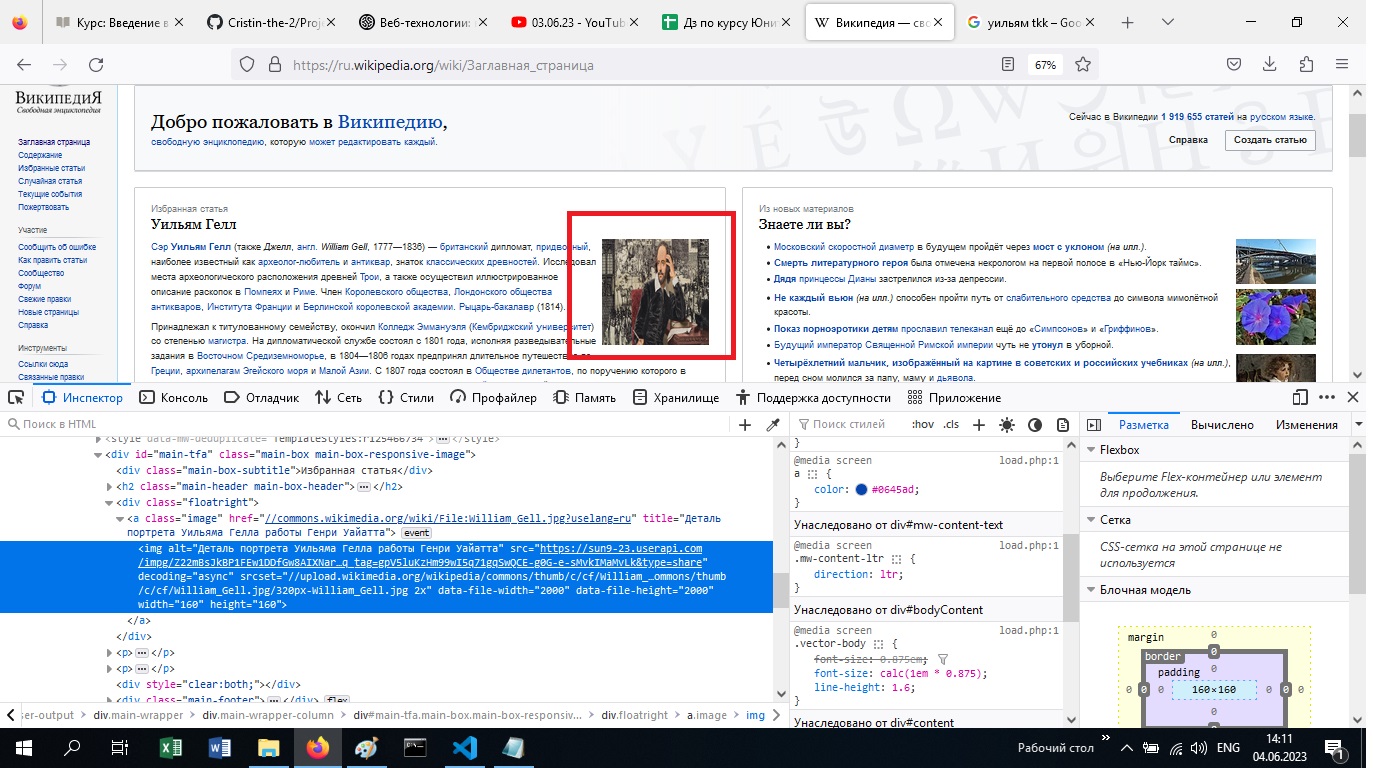 Курс: Введение в
Cristin-the-2/Proje
Веб-технологии:
03.06.23 - YouTube
Дз по курсу Юни
Википедия — сво
уильям tkk – Goo
https://ru.wikipedia.org/wiki/Заглавная_страница
67%
ВикипедиЯ
Свободная энциклопедия
Заглавная страница
Содержание
Избранные статьи
Случайная статья
Текущие события
Пожертвовать
Участие
Сообщить об ошибке
Как править статьи
Сообщество
Форум
Свежие правки
Новые страницы
Справка
Инструменты
Ссылки сюда
Связанные правки
Добро пожаловать в Википедию,
свободную энциклопедию, которую может редактировать каждый.
Сейчас в Википедии 1 919 655 статей на русском языке.
Справка
Создать статью
Избранная статья
Уильям Гелл
Сэр Уильям Гелл (также Джелл, англ. William Gell, 1777—1836) — британский дипломат, придворный,
наиболее известный как археолог-любитель и антиквар, знаток классических древностей. Исследовал
места археологического расположения древней Трои, а также осуществил иллюстрированное
описание раскопок в Помпеях и Риме. Член Королевского общества, Лондонского общества
антикваров, Института Франции и Берлинской королевской академии. Рыцарь-бакалавр (1814).
Принадлежал к титулованному семейству, окончил Колледж Эммануэля (Кембриджский университет)
со степенью магистра. На дипломатической службе состоял с 1801 года, исполняя разведывательные
задания в Восточном Средиземноморье, в 1804—1806 годах предпринял длительное путешествие по
Греции, архипелагам Эгейского моря и Малой Азии. С 1807 года состоял в Обществе дилетантов, по поручению которого в
Из новых материалов
Знаете ли вы?
Московский скоростной диаметр в будущем пройдёт через мост с уклоном (на илл.).
Смерть литературного героя была отмечена некрологом на первой полосе в «Нью-Йорк таймс».
Дядя принцессы Дианы застрелился из-за депрессии.
Не каждый вьюн (на илл.) способен пройти путь от слабительного средства до символа мимолётной
красоты.
Показ порноэротики детям прославил телеканал ещё до «Симпсонов» и «Гриффинов».
Будущий император Священной Римской империи чуть не утонул в уборной.
Четырёхлетний мальчик, изображённый на картине в советских и российских учебниках (на илл.),
перед сном молился за папу, маму и дьявола.
Инспектор
Консоль
Отладчик
Сеть
Стили
Профайлер
Память
Хранилище
Поддержка доступности
Приложение
Поиск в HTML
<style data-mw-deduplicate="TemplateStyles:r125466734"></style>
<div id="main-tfa" class="main-box main-box-responsive-image">
<div class="main-box-subtitle">Избранная статья</div>
<h2 class="main-header main-box-header"></h2>
<div class="floatright">
<a class="image" href="//commons.wikimedia.org/wiki/File:William_Gell.jpg?uselang=ru" title="Деталь
портрета Уильяма Гелла работы Генри Уайатта"> event
<img alt="Деталь портрета Уильяма Гелла работы Генри Уайатта" src="https://sun9-23.userapi.com
/impg/Z22mBsJkBP1FEw1DDfGw8AIXNar_q_tag=gpV5luKzHm99wI5q71gqSwQCE-g0G-e-sMvkIMaMvLk&type=share"
decoding="async" srcset="//upload.wikimedia.org/wikipedia/commons/thumb/c/cf/William_…ommons/thumb
/c/cf/William_Gell.jpg/320px-William_Gell.jpg 2x" data-file-width="2000" data-file-height="2000"
width="160" height="160">
</a>
</div>
<p></p>
<p></p>
<div style="clear:both;"></div>
<div class="main-footer"></div> flex
ser-output
div.main-wrapper
div.main-wrapper-column
div#main-tfa.main-box.main-box-responsiv…
div.floatright
a.image
img
Поиск стилей
:hov .cls
}
@media screen load.php:1
a {
color: #0645ad;
}
Унаследовано от div#mw-content-text
@media screen load.php:1
.mw-content-ltr {
direction: ltr;
}
Унаследовано от div#bodyContent
@media screen load.php:1
.vector-body {
font-size: 0.875em;
font-size: calc(1em * 0.875);
line-height: 1.6;
}
Унаследовано от div#content
Разметка
Вычислено
Изменения
Flexbox
Выберите Flex-контейнер или элемент
для продолжения.
Сетка
CSS-сетка на этой странице не
используется
Блочная модель
margin
0
border
0
padding
0
0 0 0 160×160 0 0 0
0
Рабочий стол
ENG
14:11
04.06.2023
1